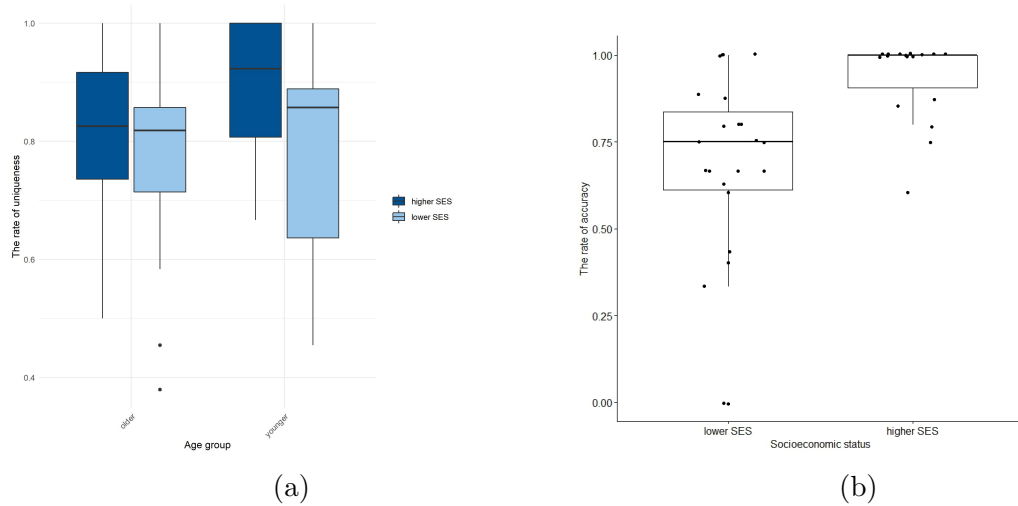 The rate of uniqueness
1.0
0.8
0.6
0.4
older
younger
Age group
higher SES
lower SES
(a)
The rate of accuracy
1.00
0.75
0.50
0.25
0.00
lower SES
higher SES
Socioeconomic status
(b)